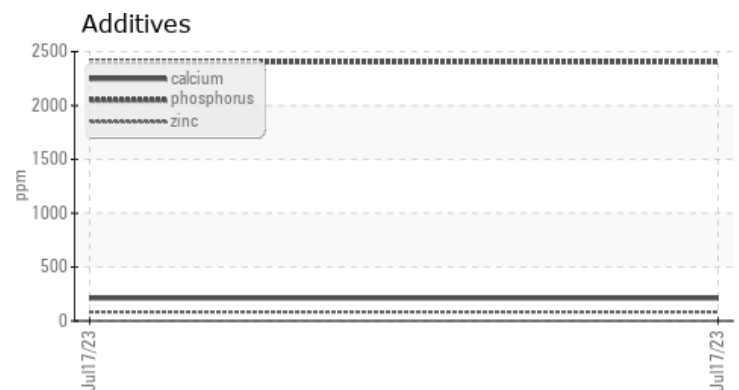 Additives
2500
2000
1500
1000
500
0
ppm
calcium
phosphorus
zinc
Jul17/23
Jul17/23